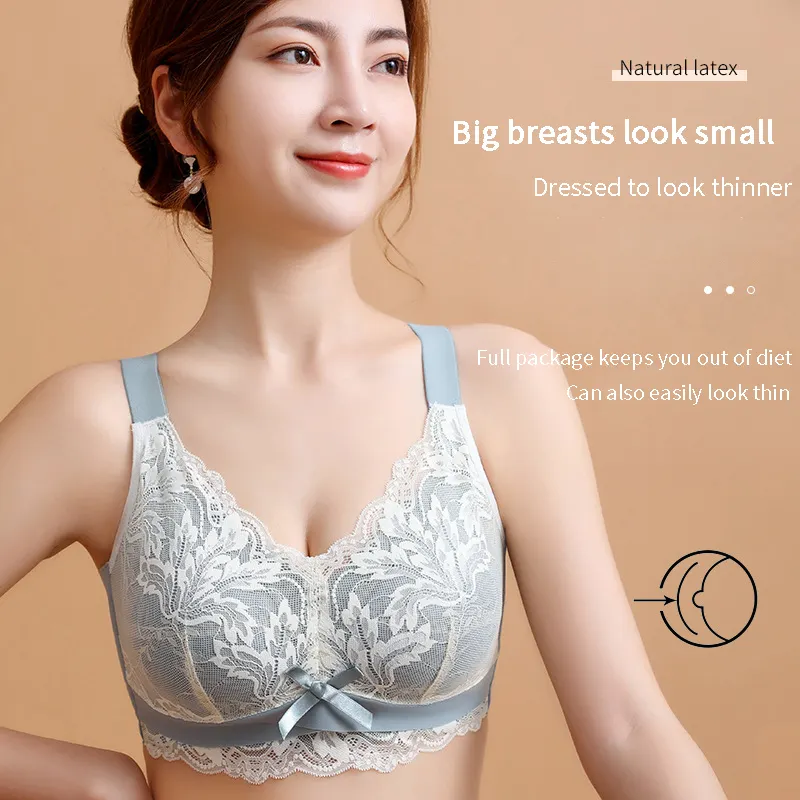 Natural latex
Big breasts look small
Dressed to look thinner
Full package keeps you out of diet
Can also easily look thin